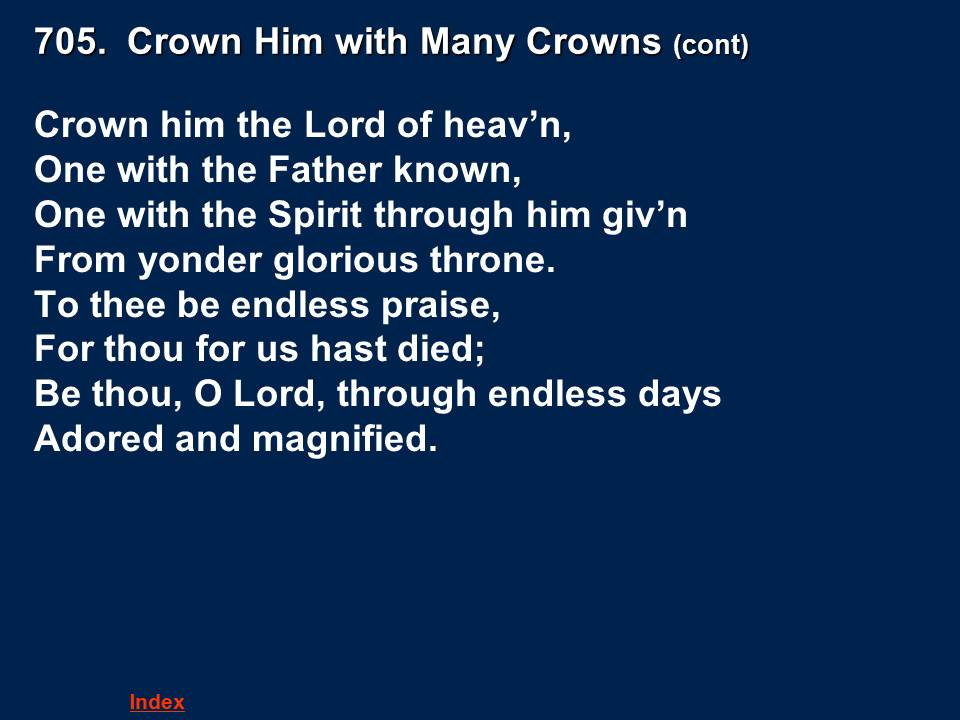 705.  Crown Him with Many Crowns (cont)
Crown him the Lord of heav’n,
One with the Father known,
One with the Spirit through him giv’n
From yonder glorious throne.
To thee be endless praise,
For thou for us hast died;
Be thou, O Lord, through endless days
Adored and magnified.
Index